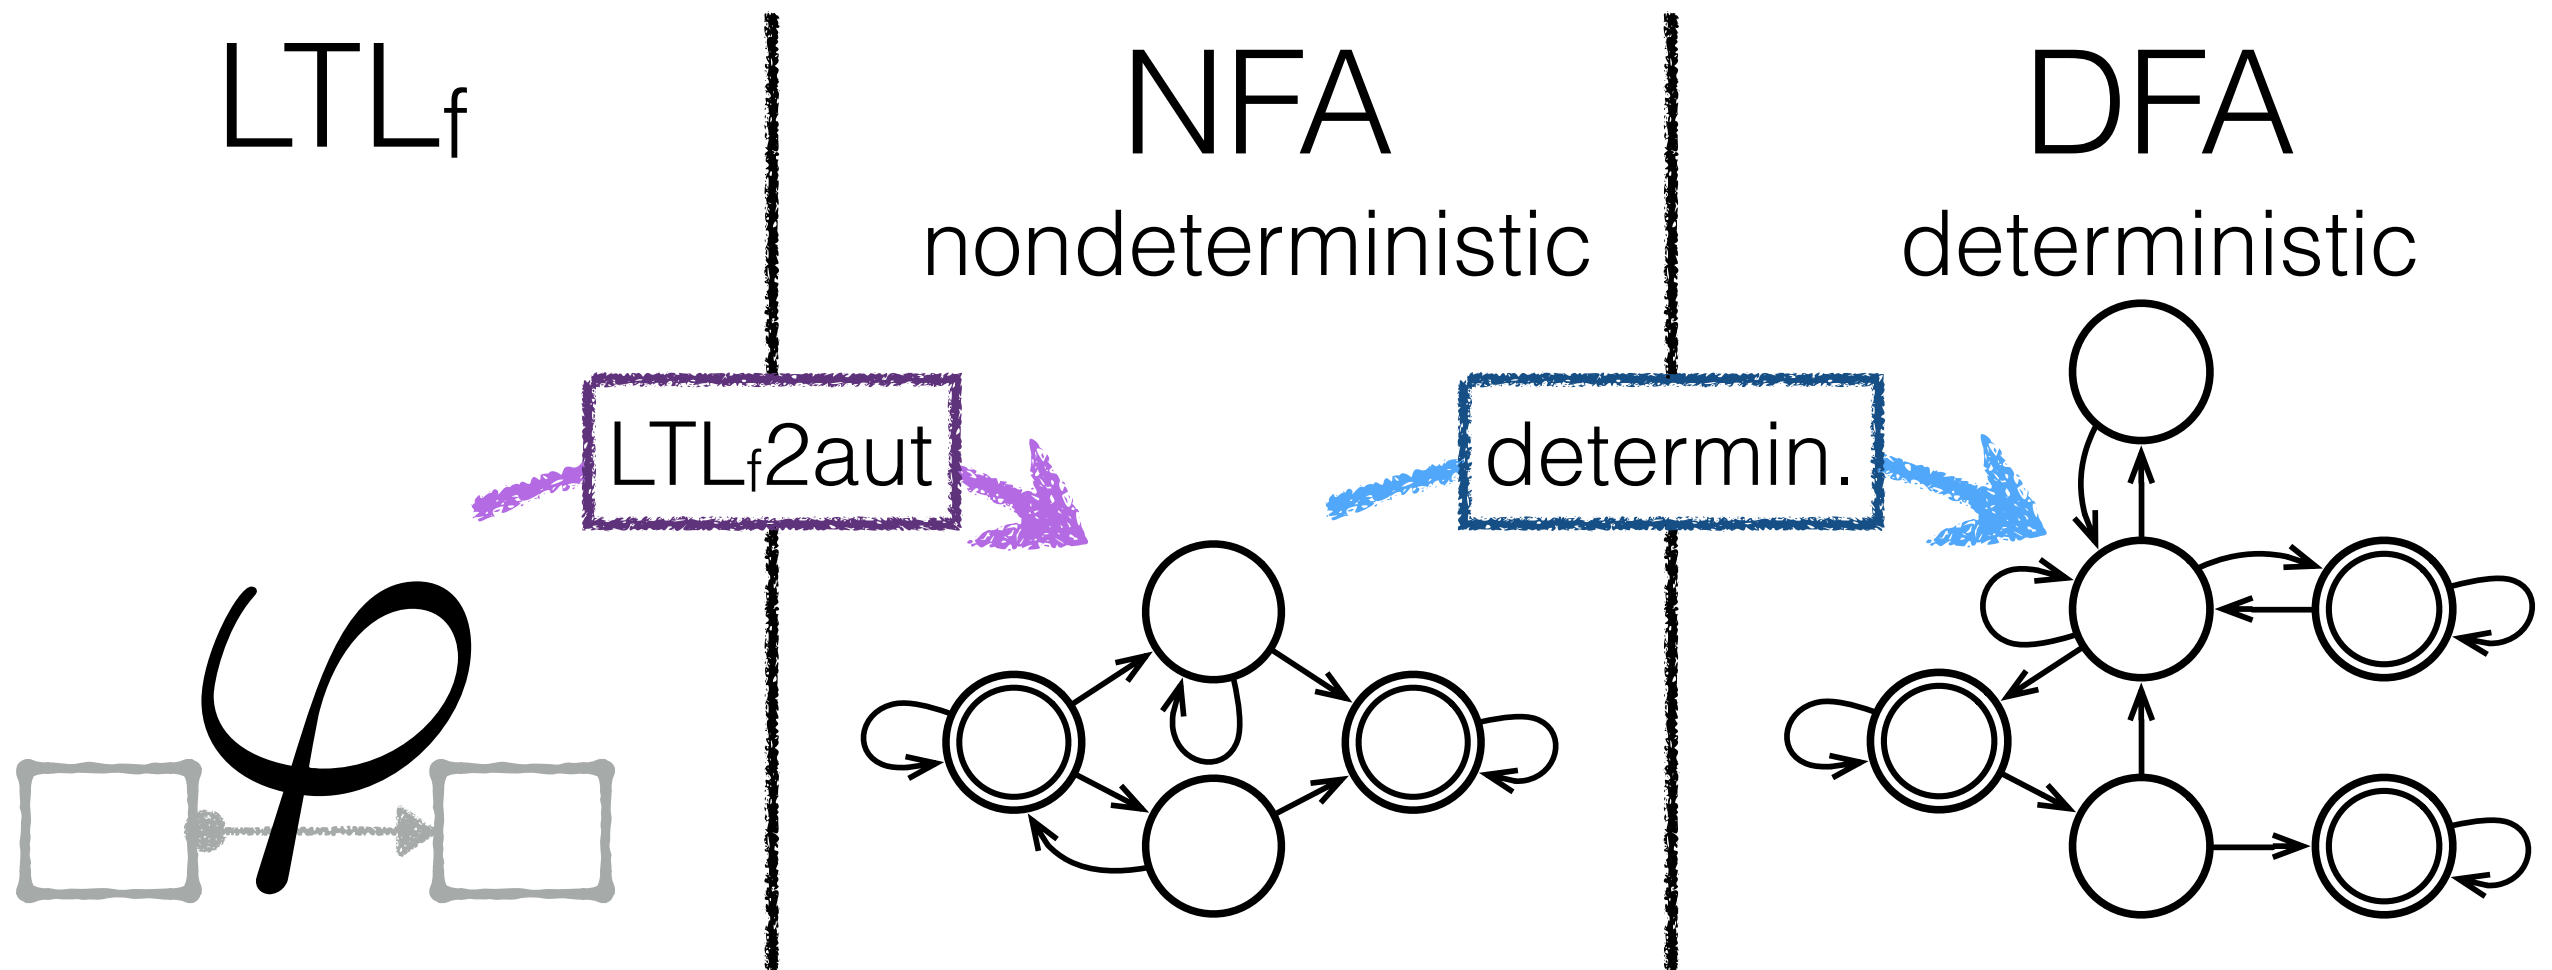 LTLf
NFA
nondeterministic
DFA
deterministic
LTLf2aut
determin.
φ